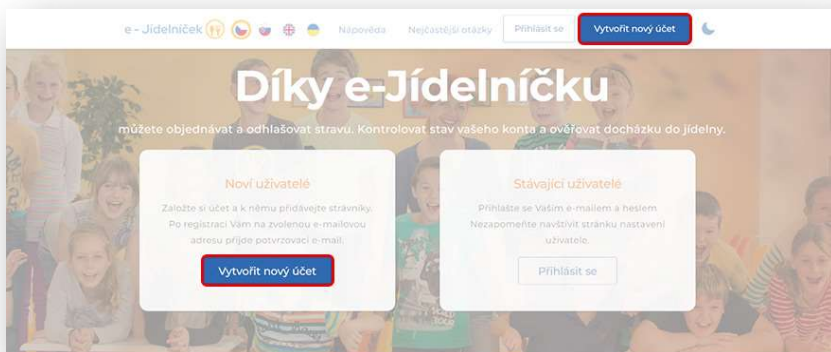 e - Jídelníček
Nápověda
Nejčastější otázky
Přihlásit se
Vytvořit nový účet
Díky e-Jídelníčku
můžete objednávat a odhlašovat stravu. Kontrolovat stav vašeho konta a ověřovat docházku do jídelny.
Noví uživatelé
Založte si účet a k němu přidávejte strávníky.
Po registraci Vám na zvolenou e-mailovou
adresu přijde potvrzovací e-mail.
Vytvořit nový účet
Stávající uživatelé
Přihlašte se Vaším e-mailem a heslem.
Nezapomeňte navštívit stránku nastavení
uživatele.
Přihlásit se